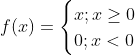 f(x) = { x; x ≥ 0
0; x < 0